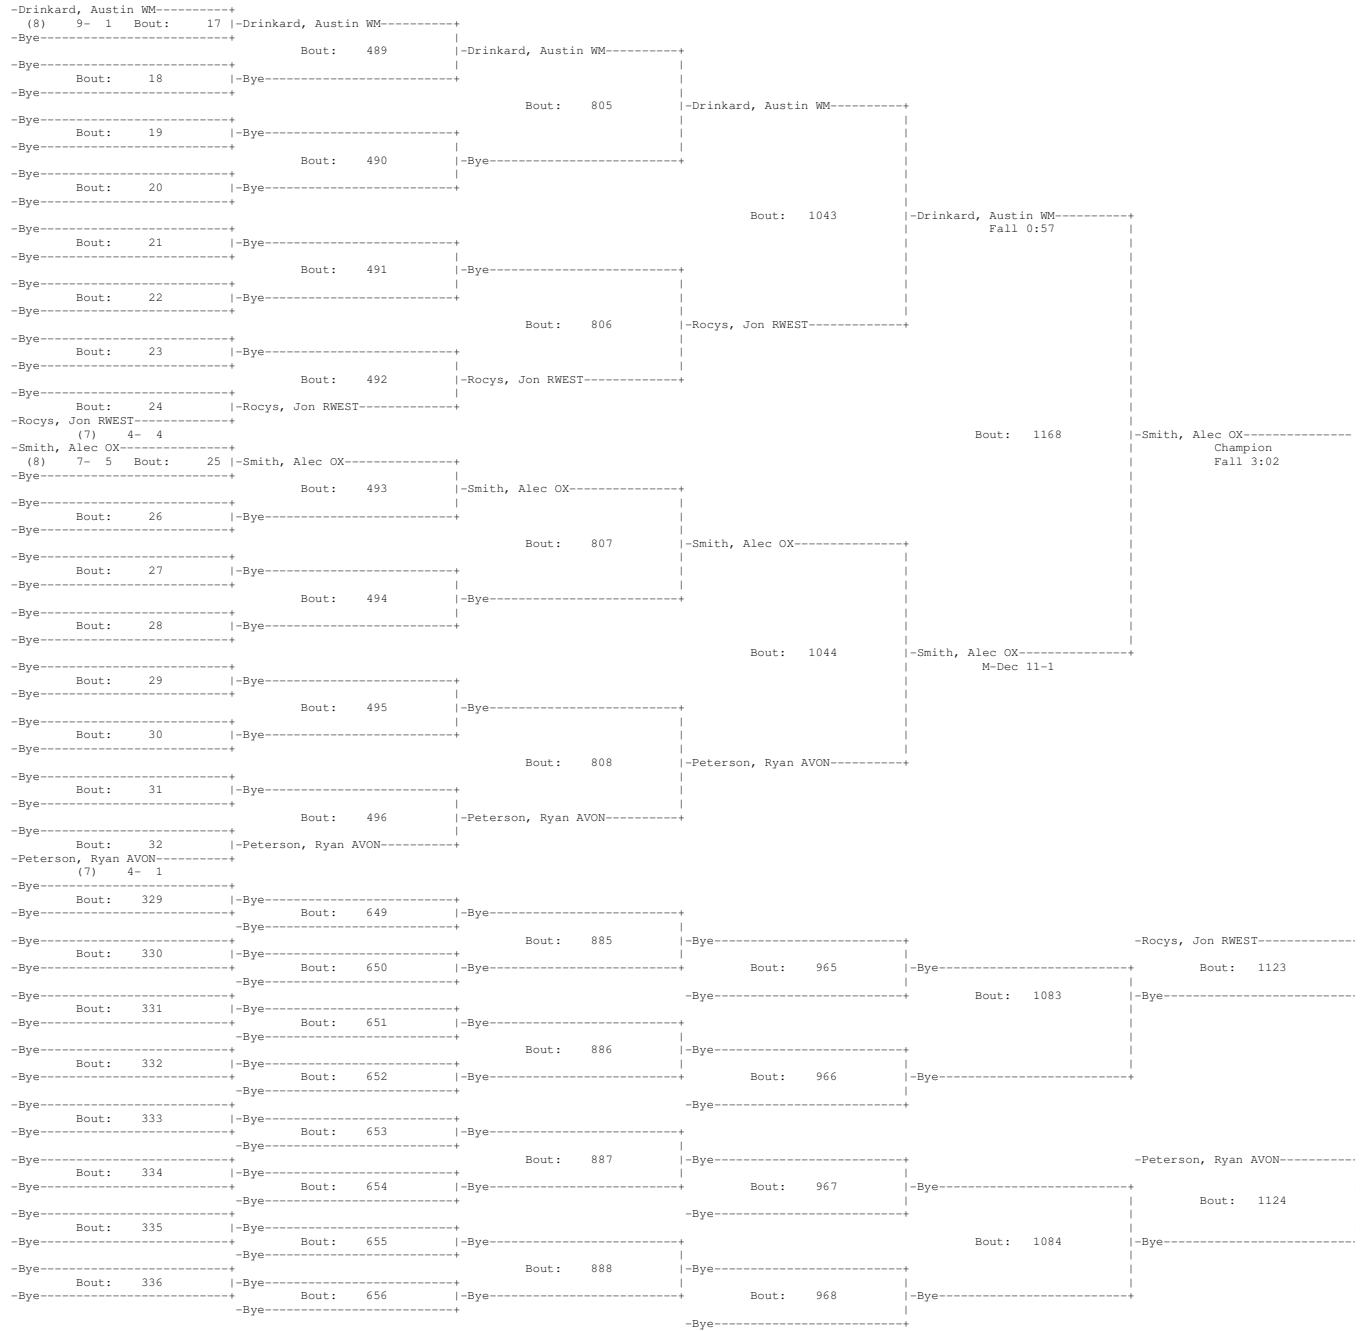 -Drinkard, Austin WM-----------+
(8) 9- 1 Bout: 17 |-Drinkard, Austin WM-----------+
-Bye---------------------------+ |
Bout: 489 |-Drinkard, Austin WM-----------+
-Bye---------------------------+ | |
Bout: 18 |-Bye---------------------------+ |
-Bye---------------------------+ |
Bout: 805 |-Drinkard, Austin WM-----------+
-Bye---------------------------+ | |
Bout: 19 |-Bye---------------------------+ | |
-Bye---------------------------+ | | |
Bout: 490 |-Bye---------------------------+ |
-Bye---------------------------+ | |
Bout: 20 |-Bye---------------------------+ |
-Bye---------------------------+ |
Bout: 1043 |-Drinkard, Austin WM-----------+
-Bye---------------------------+ | Fall 0:57 |
Bout: 21 |-Bye---------------------------+ | |
-Bye---------------------------+ | | |
Bout: 491 |-Bye---------------------------+ | |
-Bye---------------------------+ | | | |
Bout: 22 |-Bye---------------------------+ | | |
-Bye---------------------------+ | | |
Bout: 806 |-Rocys, Jon RWEST--------------+ |
-Bye---------------------------+ | |
Bout: 23 |-Bye---------------------------+ | |
-Bye---------------------------+ | | |
Bout: 492 |-Rocys, Jon RWEST--------------+ |
-Bye---------------------------+ | |
Bout: 24 |-Rocys, Jon RWEST--------------+ |
-Rocys, Jon RWEST--------------+ |
(7) 4- 4 Bout: 1168 |-Smith, Alec OX----------------
-Smith, Alec OX----------------+ | Champion
(8) 7- 5 Bout: 25 |-Smith, Alec OX----------------+ | Fall 3:02
-Bye---------------------------+ | |
Bout: 493 |-Smith, Alec OX----------------+ |
-Bye---------------------------+ | | |
Bout: 26 |-Bye---------------------------+ | |
-Bye---------------------------+ | |
Bout: 807 |-Smith, Alec OX----------------+ |
-Bye---------------------------+ | | |
Bout: 27 |-Bye---------------------------+ | | |
-Bye---------------------------+ | | | |
Bout: 494 |-Bye---------------------------+ | |
-Bye---------------------------+ | | |
Bout: 28 |-Bye---------------------------+ | |
-Bye---------------------------+ | |
Bout: 1044 |-Smith, Alec OX----------------+
-Bye---------------------------+ | M-Dec 11-1
Bout: 29 |-Bye---------------------------+ |
-Bye---------------------------+ | |
Bout: 495 |-Bye---------------------------+ |
-Bye---------------------------+ | | |
Bout: 30 |-Bye---------------------------+ | |
-Bye---------------------------+ | |
Bout: 808 |-Peterson, Ryan AVON-----------+
-Bye---------------------------+ |
Bout: 31 |-Bye---------------------------+ |
-Bye---------------------------+ | |
Bout: 496 |-Peterson, Ryan AVON-----------+
-Bye---------------------------+ |
Bout: 32 |-Peterson, Ryan AVON-----------+
-Peterson, Ryan AVON-----------+
(7) 4- 1
-Bye---------------------------+
Bout: 329 |-Bye---------------------------+
-Bye---------------------------+ Bout: 649 |-Bye---------------------------+
-Bye---------------------------+ |
-Bye---------------------------+ Bout: 885 |-Bye---------------------------+ -Rocys, Jon RWEST--------------
Bout: 330 |-Bye---------------------------+ | |
-Bye---------------------------+ Bout: 650 |-Bye---------------------------+ Bout: 965 |-Bye---------------------------+ Bout: 1123
-Bye---------------------------+ | |
-Bye---------------------------+ -Bye---------------------------+ Bout: 1083 |-Bye---------------------------
Bout: 331 |-Bye---------------------------+ |
-Bye---------------------------+ Bout: 651 |-Bye---------------------------+ |
-Bye---------------------------+ | |
-Bye---------------------------+ Bout: 886 |-Bye---------------------------+ |
Bout: 332 |-Bye---------------------------+ | | |
-Bye---------------------------+ Bout: 652 |-Bye---------------------------+ Bout: 966 |-Bye---------------------------+
-Bye---------------------------+ |
-Bye---------------------------+ -Bye---------------------------+
Bout: 333 |-Bye---------------------------+
-Bye---------------------------+ Bout: 653 |-Bye---------------------------+
-Bye---------------------------+ |
-Bye---------------------------+ Bout: 887 |-Bye---------------------------+ -Peterson, Ryan AVON-----------
Bout: 334 |-Bye---------------------------+ | |
-Bye---------------------------+ Bout: 654 |-Bye---------------------------+ Bout: 967 |-Bye---------------------------+
-Bye---------------------------+ | | Bout: 1124
-Bye---------------------------+ -Bye---------------------------+ |
Bout: 335 |-Bye---------------------------+ |
-Bye---------------------------+ Bout: 655 |-Bye---------------------------+ Bout: 1084 |-Bye---------------------------
-Bye---------------------------+ | |
-Bye---------------------------+ Bout: 888 |-Bye---------------------------+ |
Bout: 336 |-Bye---------------------------+ | | |
-Bye---------------------------+ Bout: 656 |-Bye---------------------------+ Bout: 968 |-Bye---------------------------+
-Bye---------------------------+ |
-Bye---------------------------+